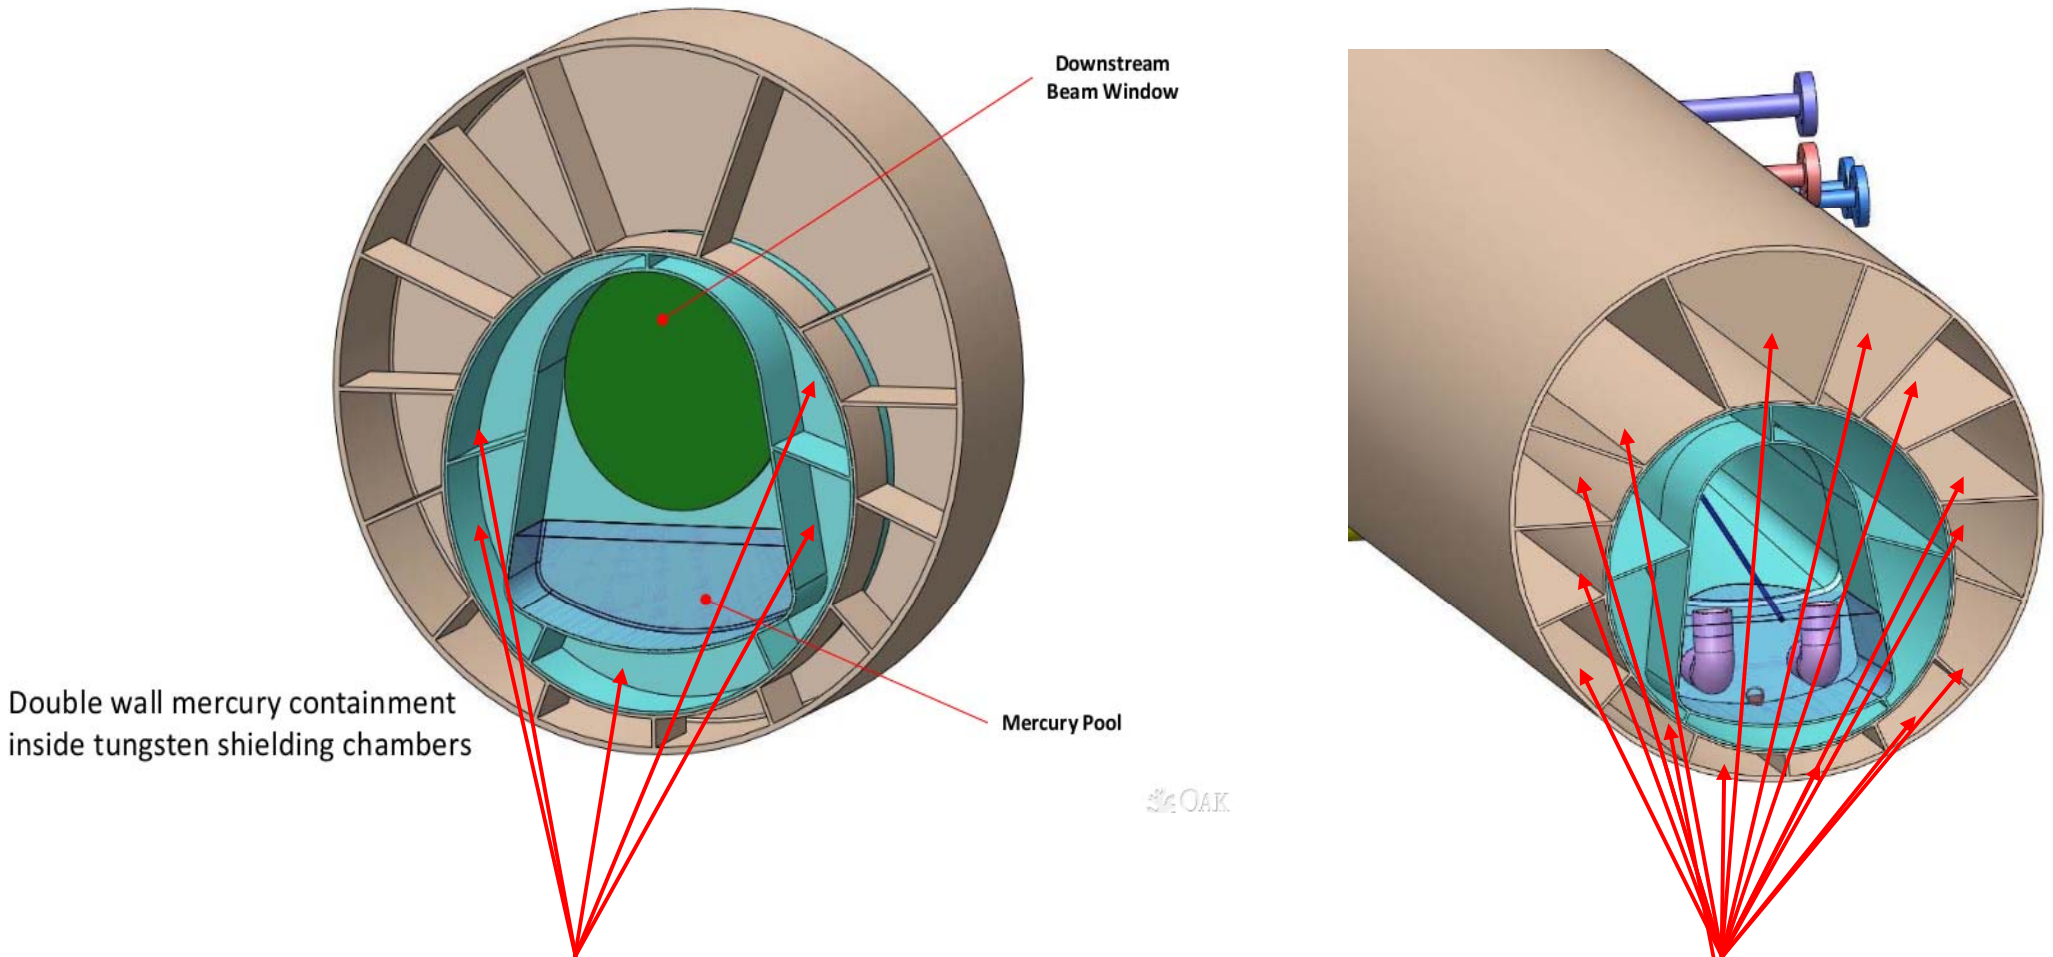 Downstream
Beam Window
Double wall mercury containment
inside tungsten shielding chambers
Mercury Pool
OAK